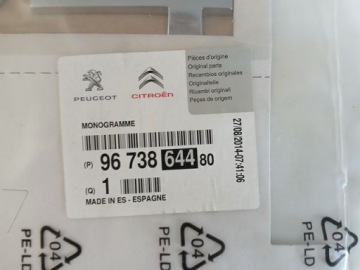 PEUGEOT
CITROËN
Pièces d'origine
Original parts
Recambios originales
Originalteile
Ricambi originali
Peças de origem
MONOGRAMME
(P) 96 738 644 80
(Q) 1
MADE IN ES - ESPAGNE
27/08/2014-07:41:06
04
PE-LD
04
PE-LD
04
PE-LD